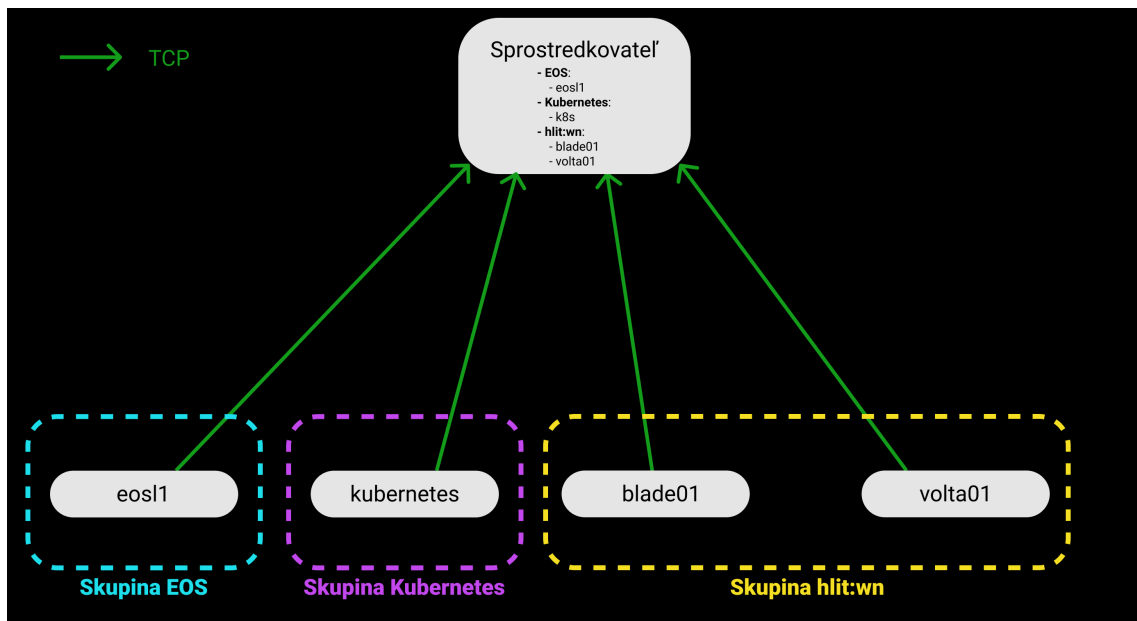 TCP
Sprostredkovateľ
- EOS:
- eosl1
- Kubernetes:
- k8s
- hlit:wn:
- blade01
- volta01
eosl1
kubernetes
blade01
volta01
Skupina EOS
Skupina Kubernetes
Skupina hlit:wn